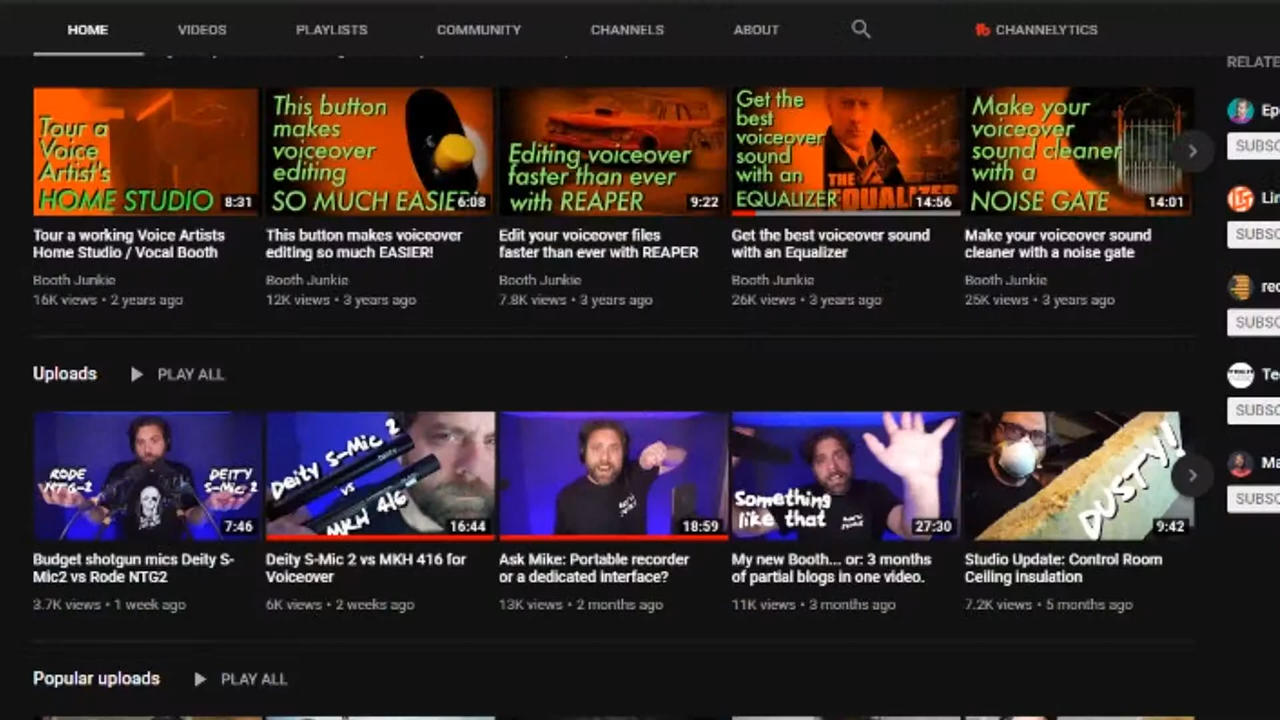 HOME VIDEOS PLAYLISTS COMMUNITY CHANNELS ABOUT CHANNELYTICS
RELATE
Tour a
Voice
Artist's
HOME STUDIO
8:31
This button
makes
voiceover
editing
SO MUCH EASIE
6:08
Editing voiceover
faster than ever
with REAPER
9:22
Get the
best
voiceover
sound
with an
EQUALIZER
THE
14:56
Make your
voiceover
sound cleaner
with a
NOISE GATE
14:01
Tour a working Voice Artists
Home Studio / Vocal Booth
Booth Junkie
16K views • 2 years ago
This button makes voiceover
editing so much EASIER!
Booth Junkie
12K views • 3 years ago
Edit your voiceover files
faster than ever with REAPER
Booth Junkie
7.8K views • 3 years ago
Get the best voiceover sound
with an Equalizer
Booth Junkie
26K views • 3 years ago
Make your voiceover sound
cleaner with a noise gate
Booth Junkie
25K views • 3 years ago
Ep
SUBSC
Lin
SUBSC
red
SUBSC
Te
SUBSC
Ma
SUBSC
Uploads PLAY ALL
RODE
NTG-2
DEITY
S-Mic 2
7:46
Deity S-Mic 2
vs
MKH 416
16:44
18:59
Something
like that
27:30
DUSTY!
9:42
Budget shotgun mics Deity S-
Mic2 vs Rode NTG2
3.7K views • 1 week ago
Deity S-Mic 2 vs MKH 416 for
Voiceover
6K views • 2 weeks ago
Ask Mike: Portable recorder
or a dedicated interface?
13K views • 2 months ago
My new Booth... or: 3 months
of partial blogs in one video.
11K views • 3 months ago
Studio Update: Control Room
Ceiling insulation
7.2K views • 5 months ago
Popular uploads PLAY ALL